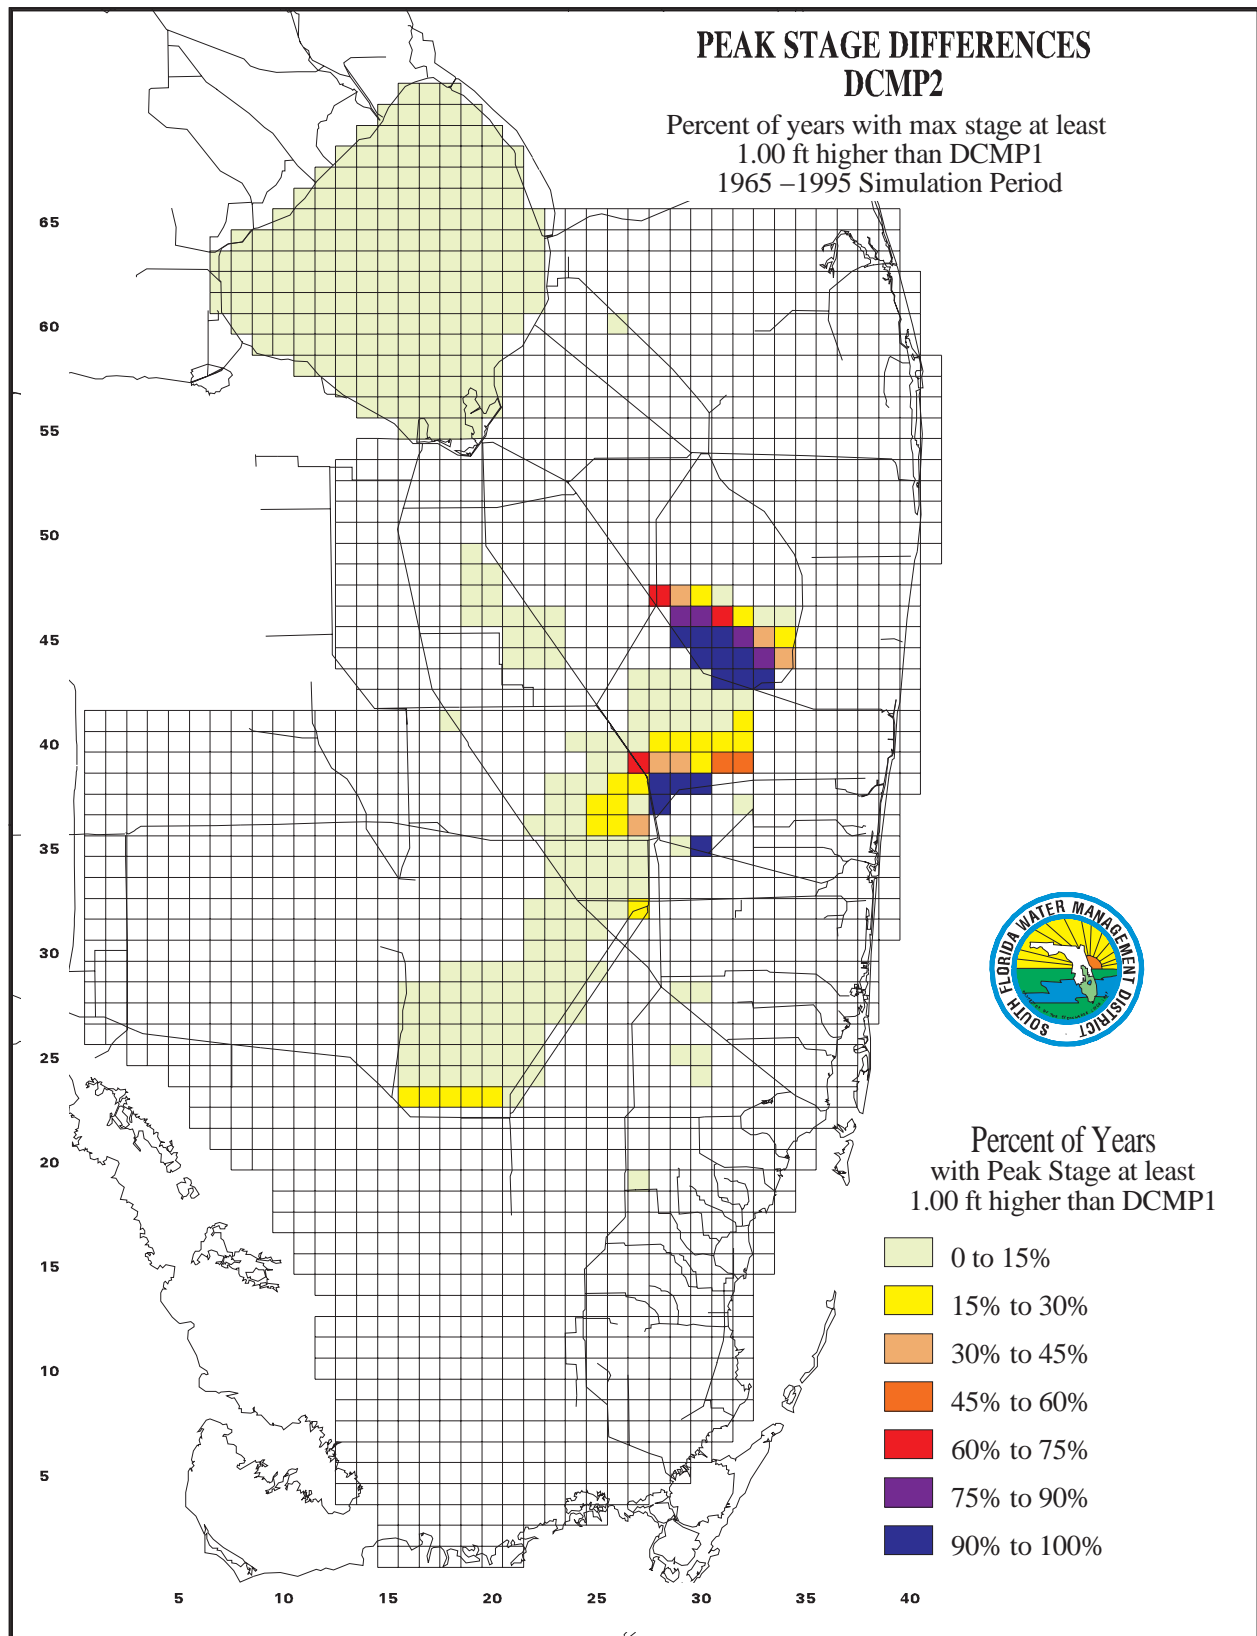 PEAK STAGE DIFFERENCES
DCMP2
Percent of years with max stage at least
1.00 ft higher than DCMP1
1965 –1995 Simulation Period
65
60
55
50
45
40
35
30
25
20
15
10
5
5 10 15 20 25 30 35 40
SOUTH FLORIDA WATER MANAGEMENT DISTRICT
Percent of Years
with Peak Stage at least
1.00 ft higher than DCMP1
0 to 15%
15% to 30%
30% to 45%
45% to 60%
60% to 75%
75% to 90%
90% to 100%